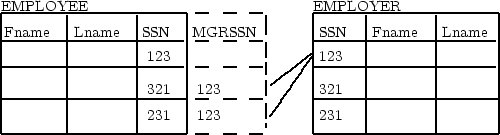 EMPLOYEE EMPLOYER
Fname Lname SSN MGRSSN SSN Fname Lname
123 123
321 123 321
231 123 231